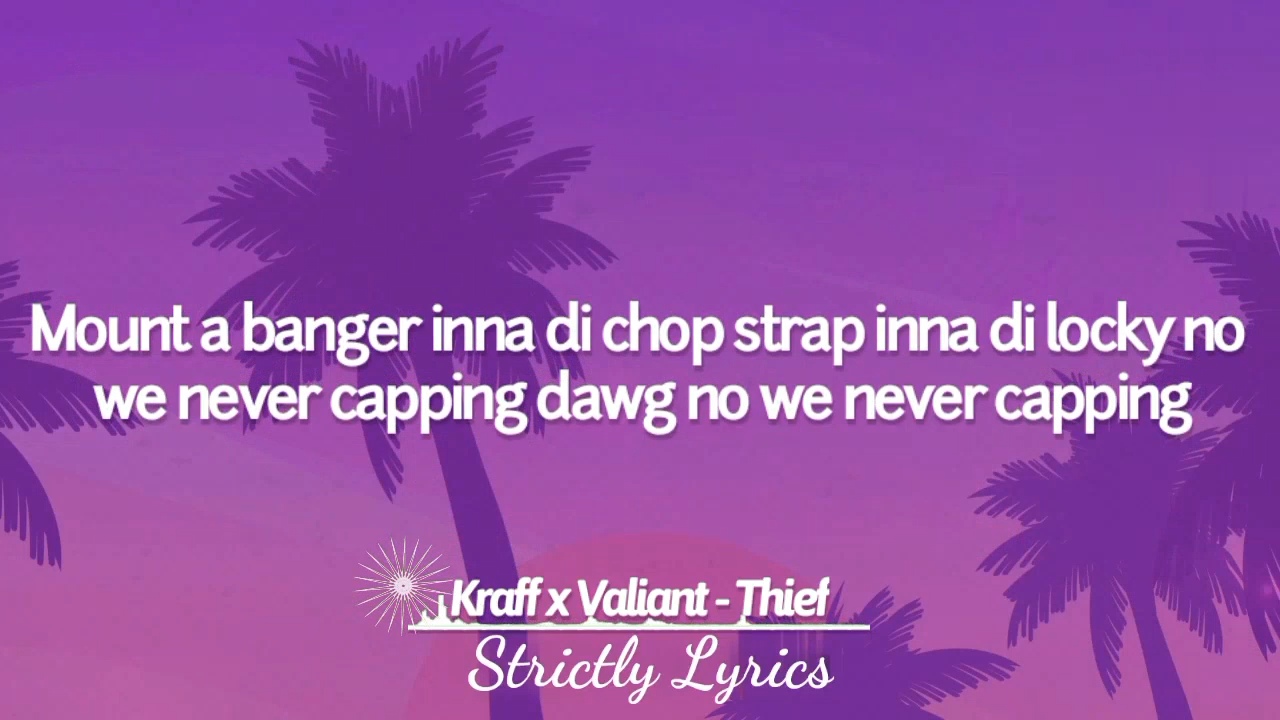 Mount a banger inna di chop strap inna di locky no
we never capping dawg no we never capping
Kraff x Valiant - Thief
Strictly Lyrics